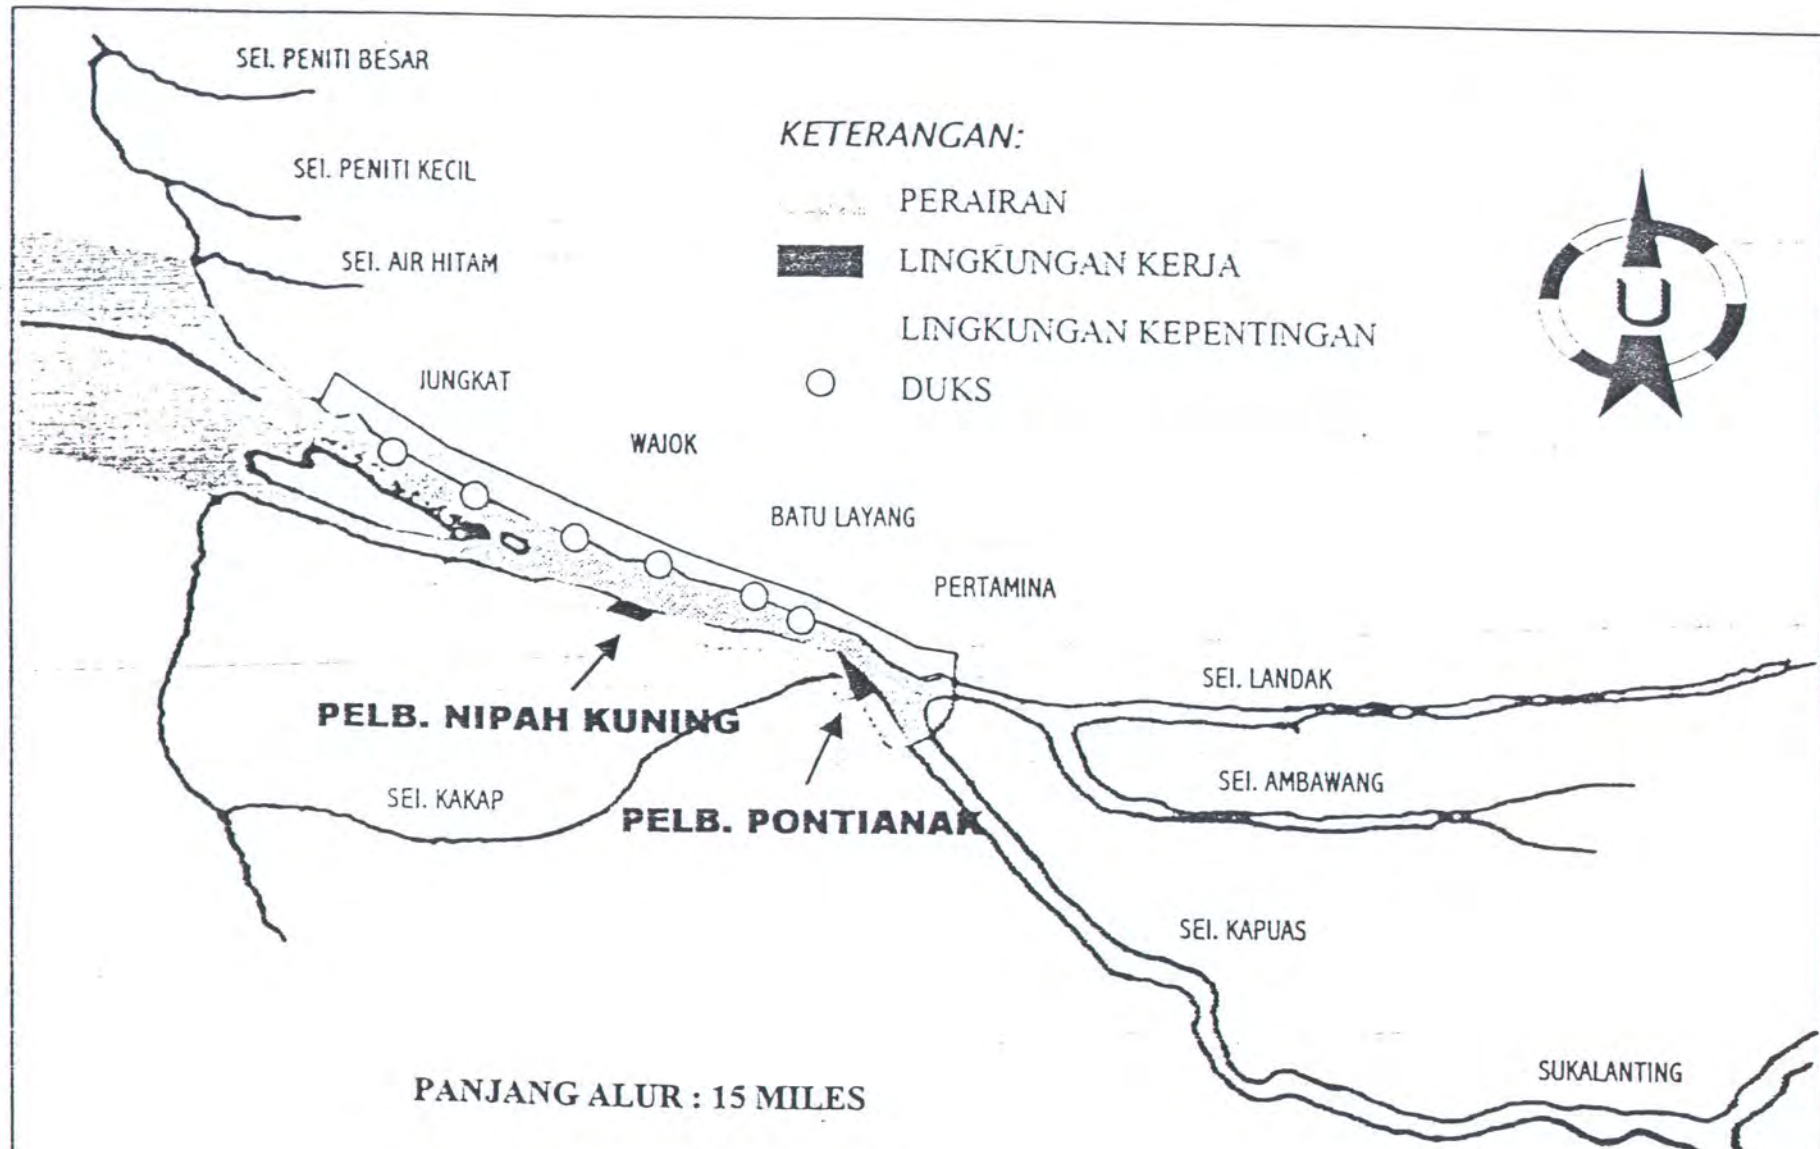 SEI. PENITI BESAR
SEI. PENITI KECIL
SEI. AIR HITAM
KETERANGAN:
PERAIRAN
LINGKUNGAN KERJA
LINGKUNGAN KEPENTINGAN
DUKS
U
JUNGKAT
WAJOK
BATU LAYANG
PERTAMINA
SEI. LANDAK
PELB. NIPAH KUNING
SEI. AMBAWANG
SEI. KAKAP
PELB. PONTIANAK
SEI. KAPUAS
SUKALANTING
PANJANG ALUR : 15 MILES